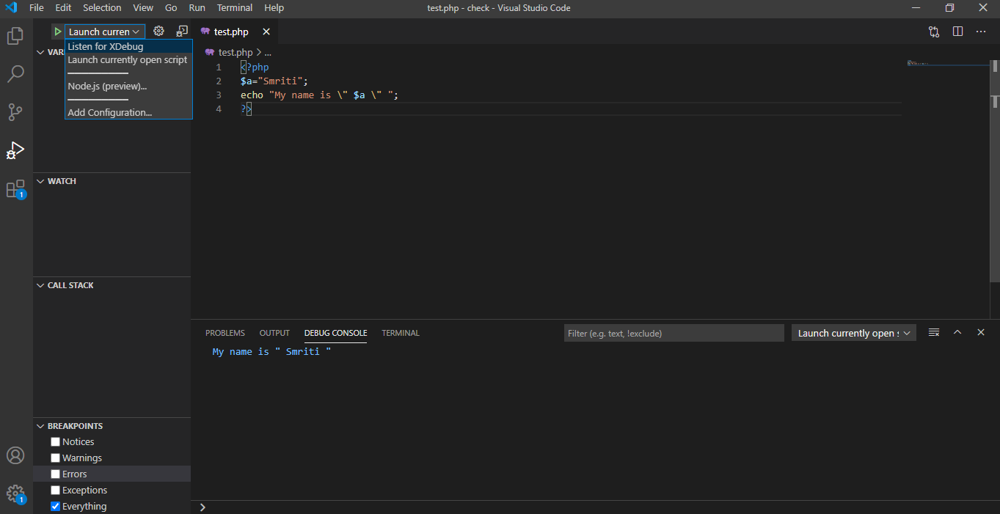 File Edit Selection View Go Run Terminal Help
test.php - check - Visual Studio Code
Launch curren
Listen for XDebug
Launch currently open script
Node.js (preview)...
Add Configuration...
VAR
WATCH
CALL STACK
BREAKPOINTS
Notices
Warnings
Errors
Exceptions
Everything
1
1
test.php
test.php > ...
1 <?php
2 $a="Smriti";
3 echo "My name is \" $a \" ";
4 ?>
PROBLEMS OUTPUT DEBUG CONSOLE TERMINAL
Filter (e.g. text, !exclude)
Launch currently open s
My name is " Smriti "